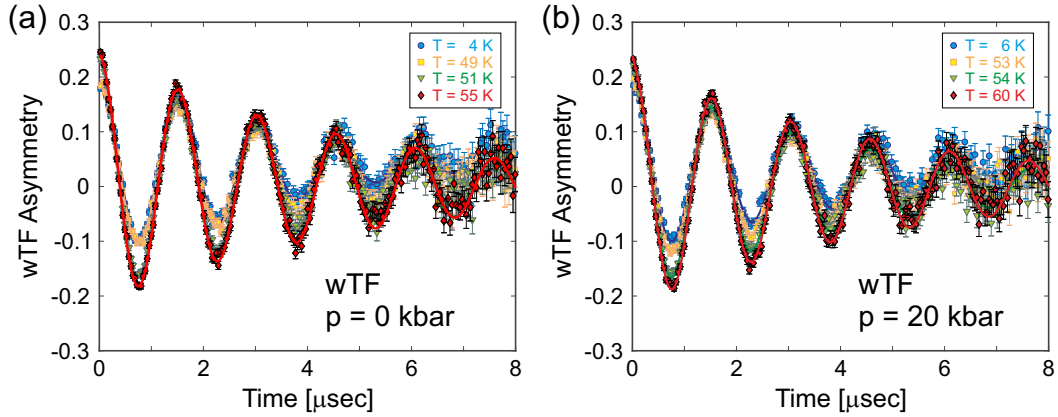 (a)
wTF Asymmetry
0.3
0.2
0.1
0
-0.1
-0.2
-0.3
T = 4 K
T = 49 K
T = 51 K
T = 55 K
wTF
p = 0 kbar
0 2 4 6 8
Time [μsec]
(b)
wTF Asymmetry
0.3
0.2
0.1
0
-0.1
-0.2
-0.3
T = 6 K
T = 53 K
T = 54 K
T = 60 K
wTF
p = 20 kbar
0 2 4 6 8
Time [μsec]